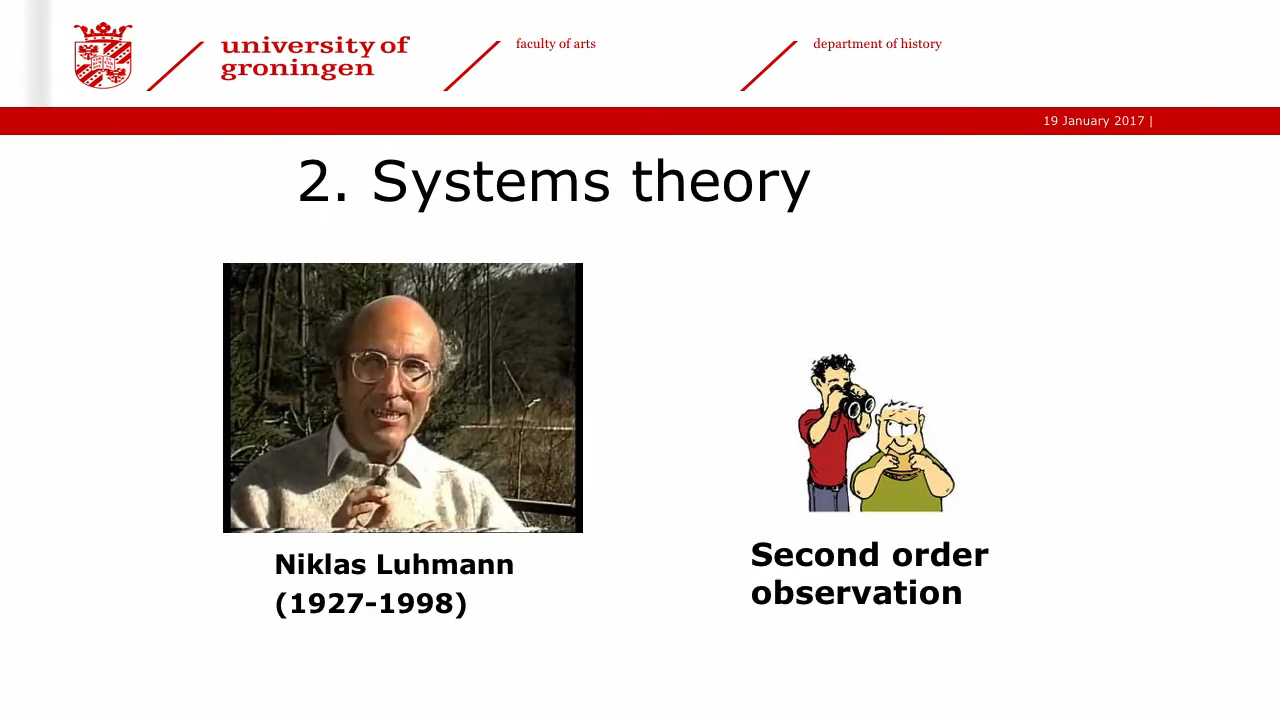 university of
groningen
faculty of arts
department of history
19 January 2017 |
2. Systems theory
Niklas Luhmann
(1927-1998)
Second order
observation